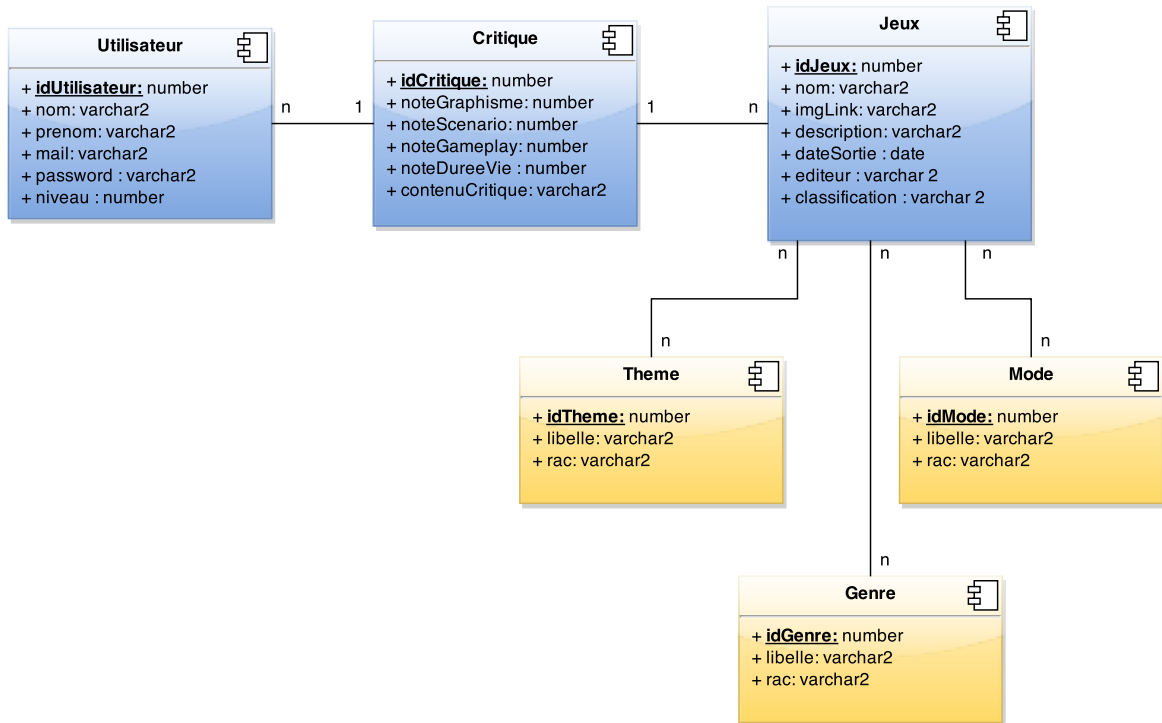 Utilisateur
+ idUtilisateur: number
+ nom: varchar2
+ prenom: varchar2
+ mail: varchar2
+ password : varchar2
+ niveau : number
n
1
Critique
+ idCritique: number
+ noteGraphisme: number
+ noteScenario: number
+ noteGameplay: number
+ noteDureeVie : number
+ contenuCritique: varchar2
1
n
Jeux
+ idJeux: number
+ nom: varchar2
+ imgLink: varchar2
+ description: varchar2
+ dateSortie : date
+ editeur : varchar 2
+ classification : varchar 2
n
n
n
n
n
Theme
+ idTheme: number
+ libelle: varchar2
+ rac: varchar2
Mode
+ idMode: number
+ libelle: varchar2
+ rac: varchar2
n
Genre
+ idGenre: number
+ libelle: varchar2
+ rac: varchar2